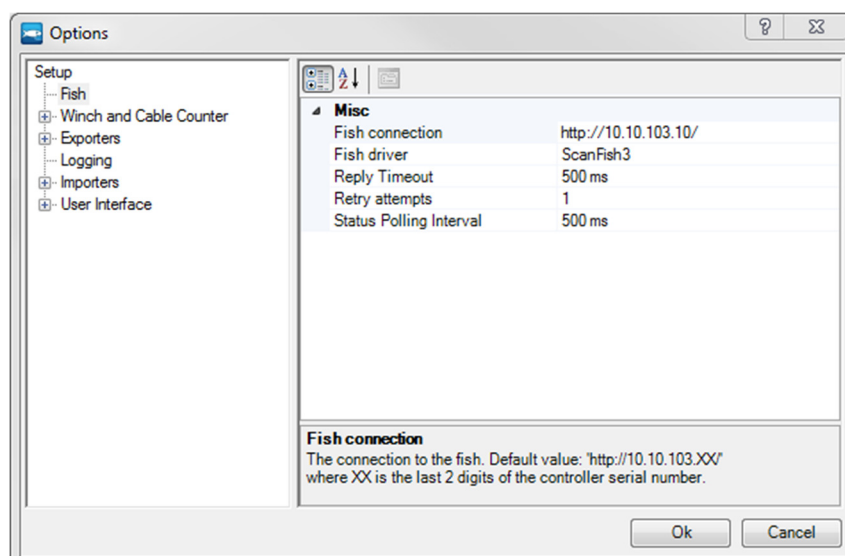 Options
Setup
Fish
Winch and Cable Counter
Exporters
Logging
Importers
User Interface
Misc
Fish connection http://10.10.103.10/
Fish driver ScanFish3
Reply Timeout 500 ms
Retry attempts 1
Status Polling Interval 500 ms
Fish connection
The connection to the fish. Default value: 'http://10.10.103.XX/'
where XX is the last 2 digits of the controller serial number.
Ok Cancel